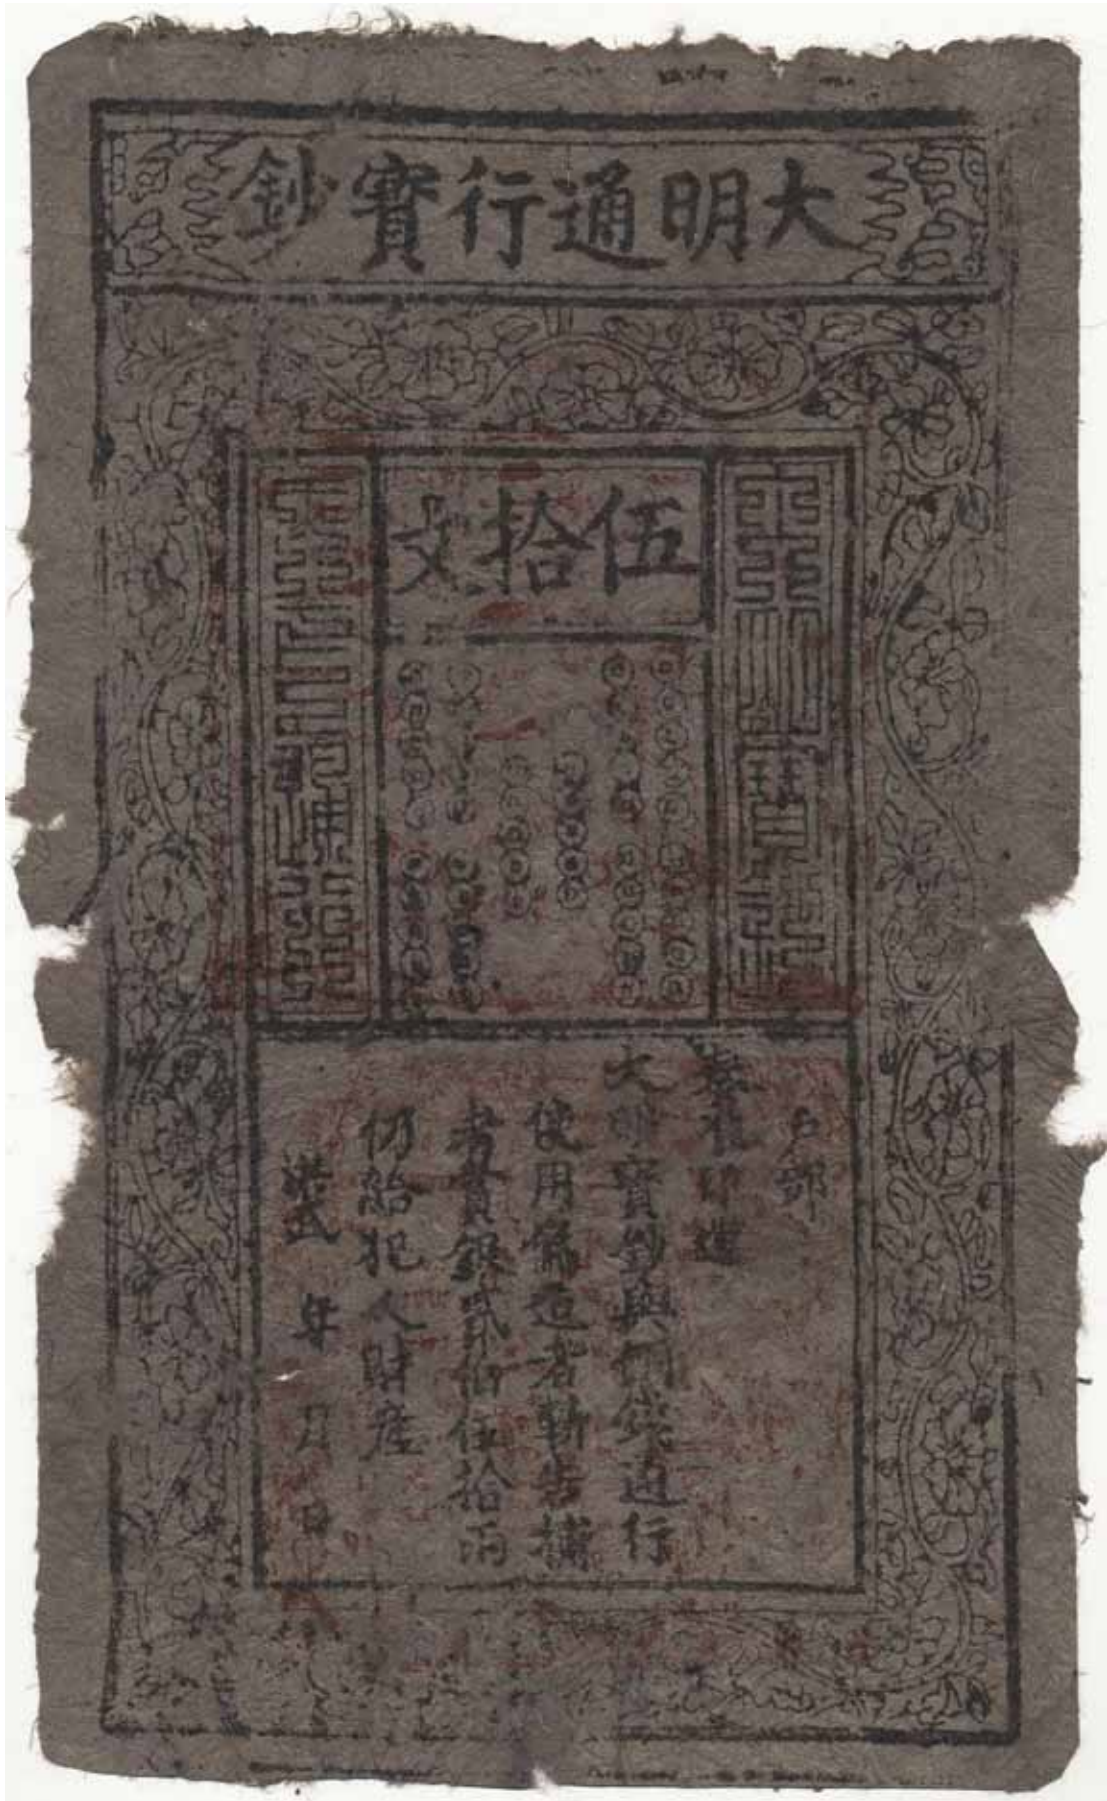 大明通行寶鈔
伍拾文
戶部
奏准印造
大明寶鈔與銅錢通行
使用僞造者斬告捕
者賞銀貳伯伍拾兩
仍給犯人財産
洪武 年 月 日